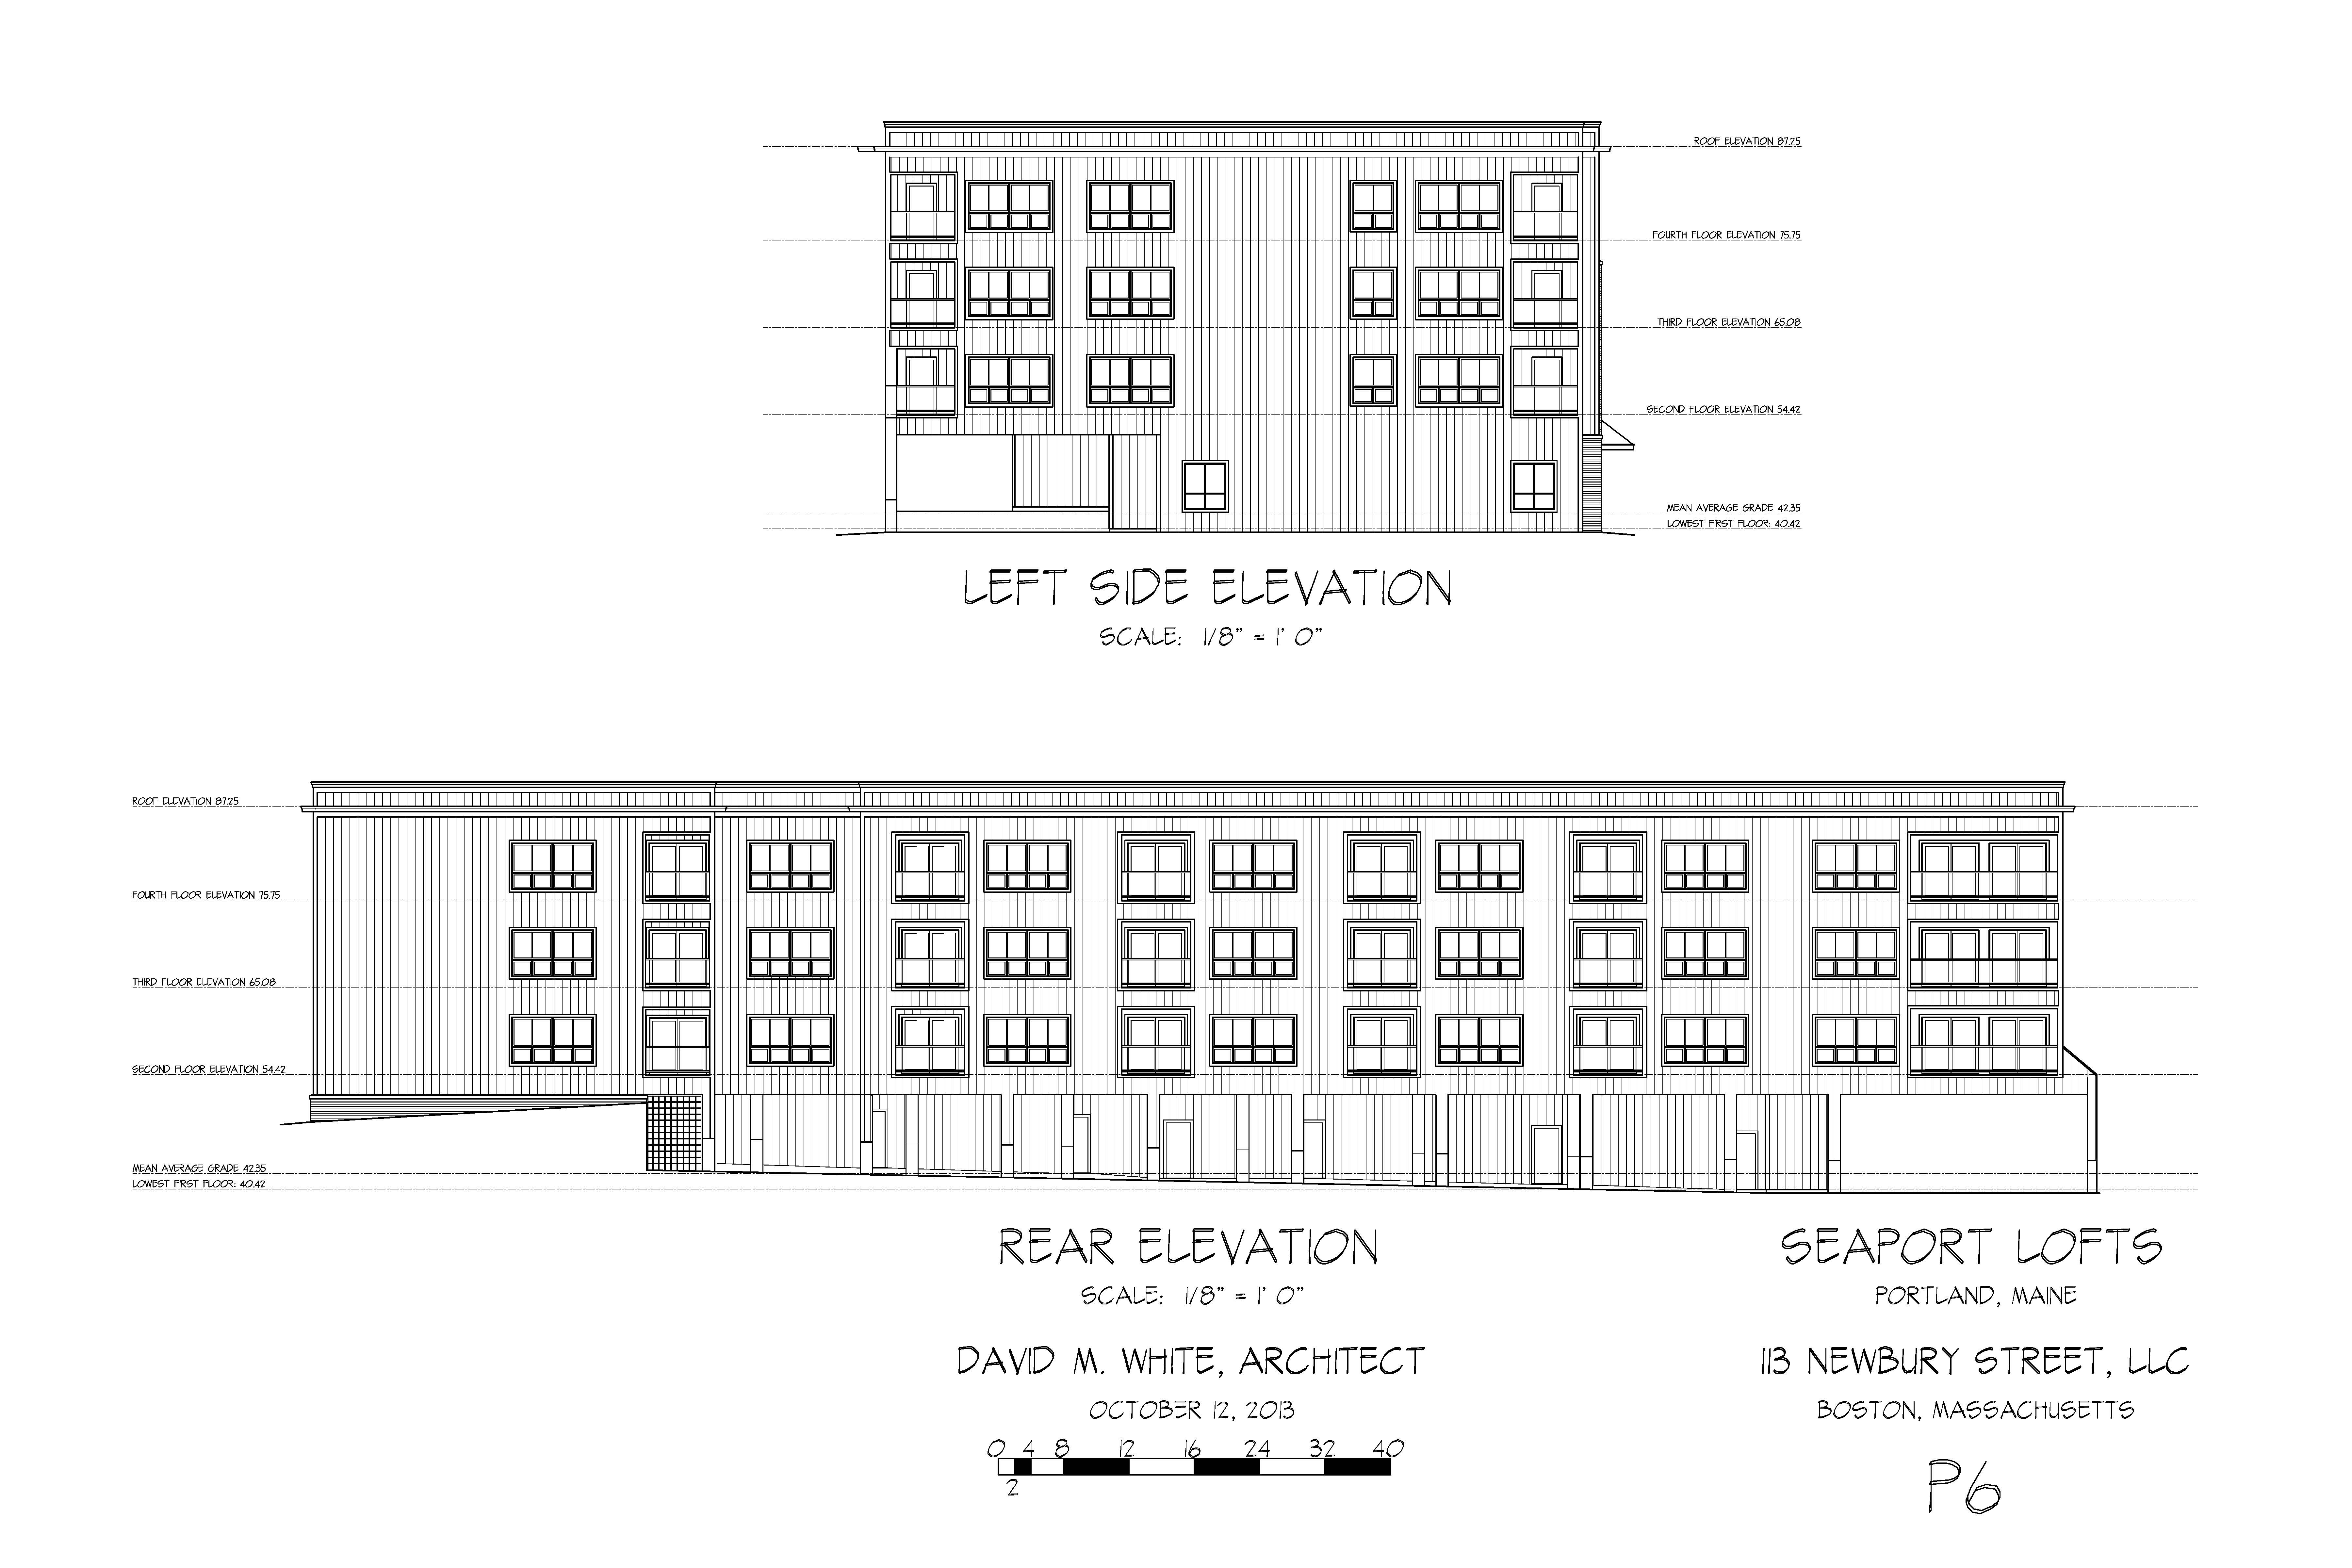 ROOF ELEVATION 87.25
FOURTH FLOOR ELEVATION 75.75
THIRD FLOOR ELEVATION 65.08
SECOND FLOOR ELEVATION 54.42
MEAN AVERAGE GRADE 42.35
LOWEST FIRST FLOOR: 40.42
LEFT SIDE ELEVATION
SCALE: 1/8" = 1' 0"
ROOF ELEVATION 87.25
FOURTH FLOOR ELEVATION 75.75
THIRD FLOOR ELEVATION 65.08
SECOND FLOOR ELEVATION 54.42
MEAN AVERAGE GRADE 42.35
LOWEST FIRST FLOOR: 40.42
REAR ELEVATION
SCALE: 1/8" = 1' 0"
DAVID M. WHITE, ARCHITECT
OCTOBER 12, 2013
0 4 8 12 16 24 32 40
2
SEAPORT LOFTS
PORTLAND, MAINE
113 NEWBURY STREET, LLC
BOSTON, MASSACHUSETTS
P6